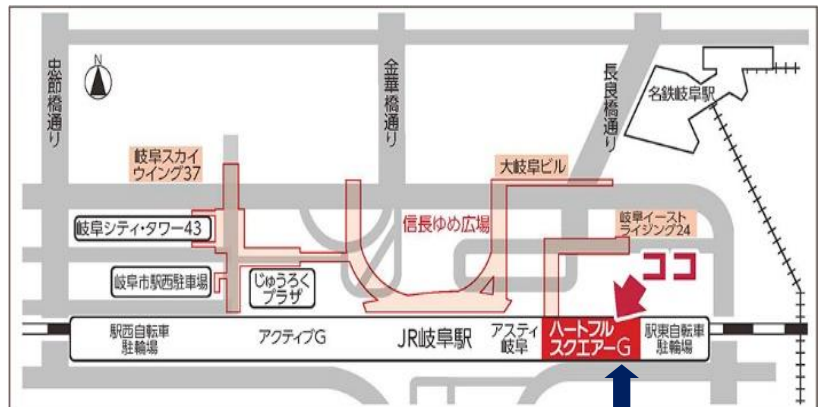 N
忠節橋通り
金華橋通り
長良橋通り
名鉄岐阜駅
岐阜スカイ
ウイング37
大岐阜ビル
岐阜シティ・タワー43
信長ゆめ広場
岐阜イースト
ライジング24
岐阜市駅西駐車場
じゅうろく
プラザ
ココ
駅西自転車
駐輪場
アクティブG
JR岐阜駅
アスティ
岐阜
ハートフル
スクエアーG
駅東自転車
駐輪場